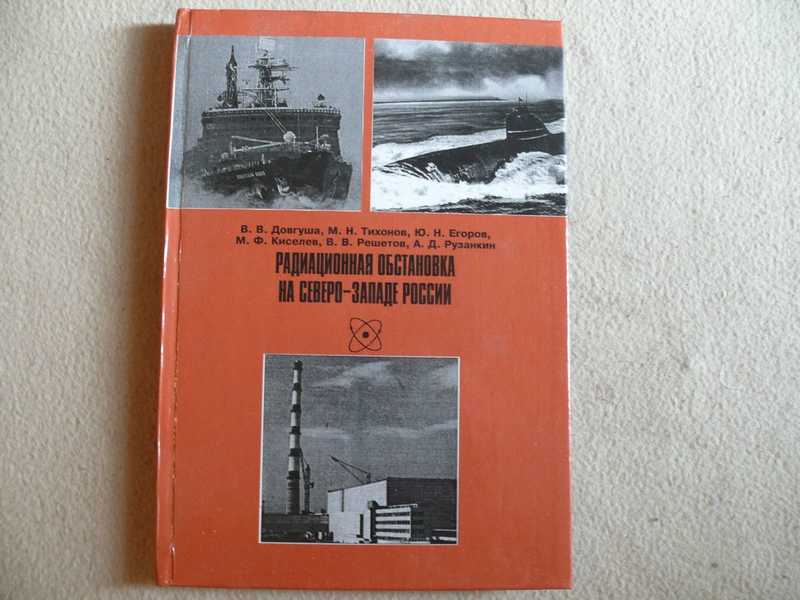 В. В. Довгуша, М. Н. Тихонов, Ю. Н. Егоров,
М. Ф. Киселев, В. В. Решетов, А. Д. Рузанкин
РАДИАЦИОННАЯ ОБСТАНОВКА
НА СЕВЕРО-ЗАПАДЕ РОССИИ